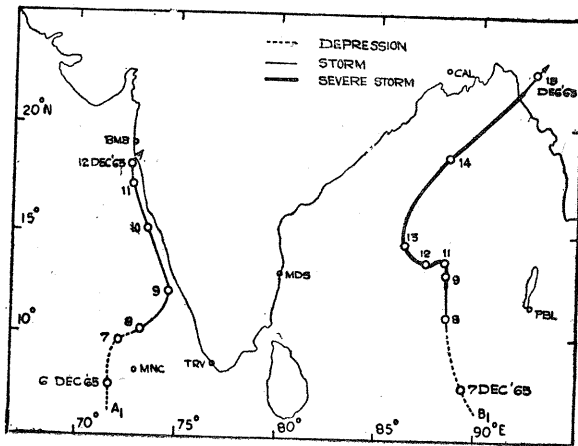 DEPRESSION
STORM
SEVERE STORM
CAL
15
DEC'65
20°N
BMB
12 DEC'65
11
14
15°
10
13
12
11
9
MDS
9
10°
8
7
8
PBL
6 DEC'65
MNC
TRV
7 DEC'65
A1
B1
70°
75°
80°
85°
90°E